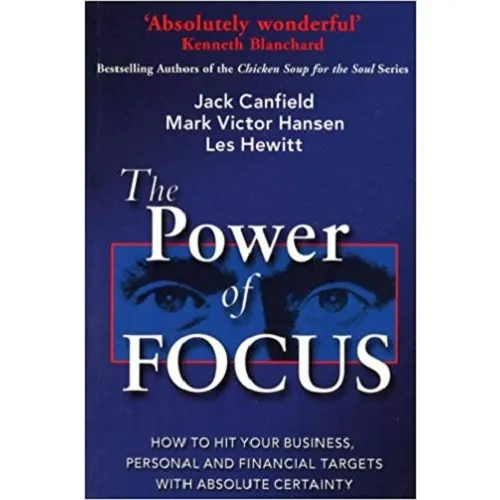 'Absolutely wonderful'
Kenneth Blanchard
Bestselling Authors of the Chicken Soup for the Soul Series
Jack Canfield
Mark Victor Hansen
Les Hewitt
The
Power
of
FOCUS
HOW TO HIT YOUR BUSINESS,
PERSONAL AND FINANCIAL TARGETS
WITH ABSOLUTE CERTAINTY